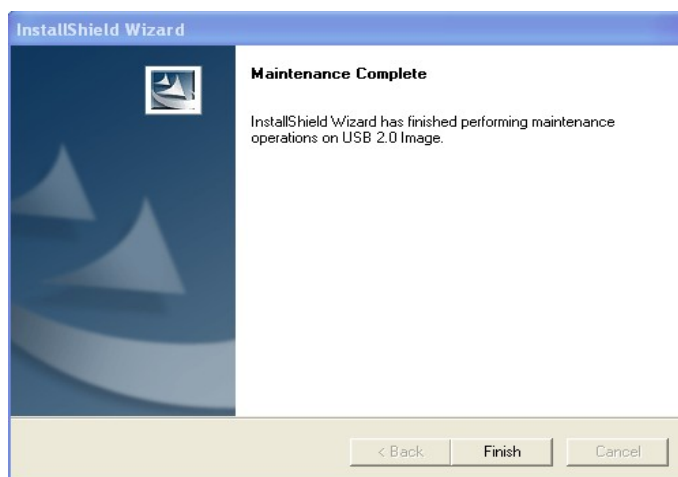 InstallShield Wizard
Maintenance Complete
InstallShield Wizard has finished performing maintenance
operations on USB 2.0 Image.
< Back
Finish
Cancel